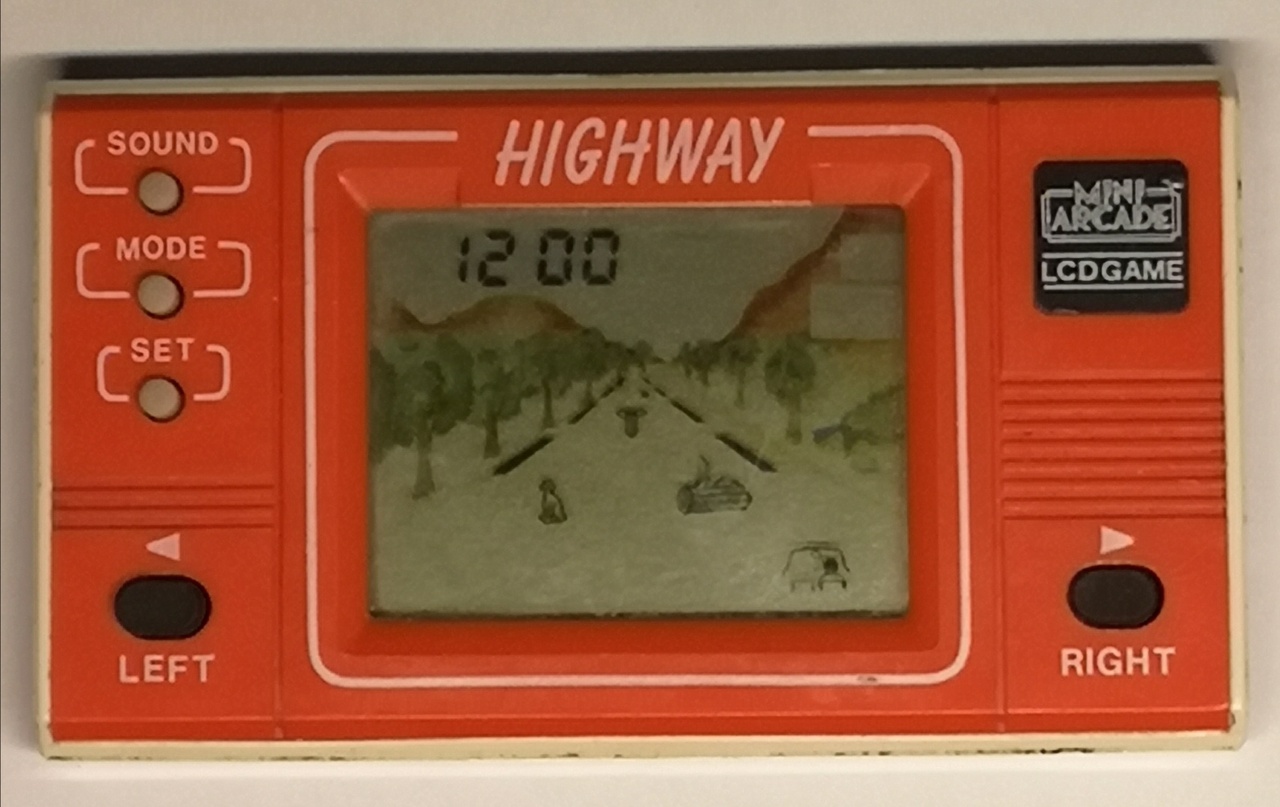 HIGHWAY
SOUND
MODE
SET
LEFT
12 00
MINI
ARCADE
LCD GAME
RIGHT